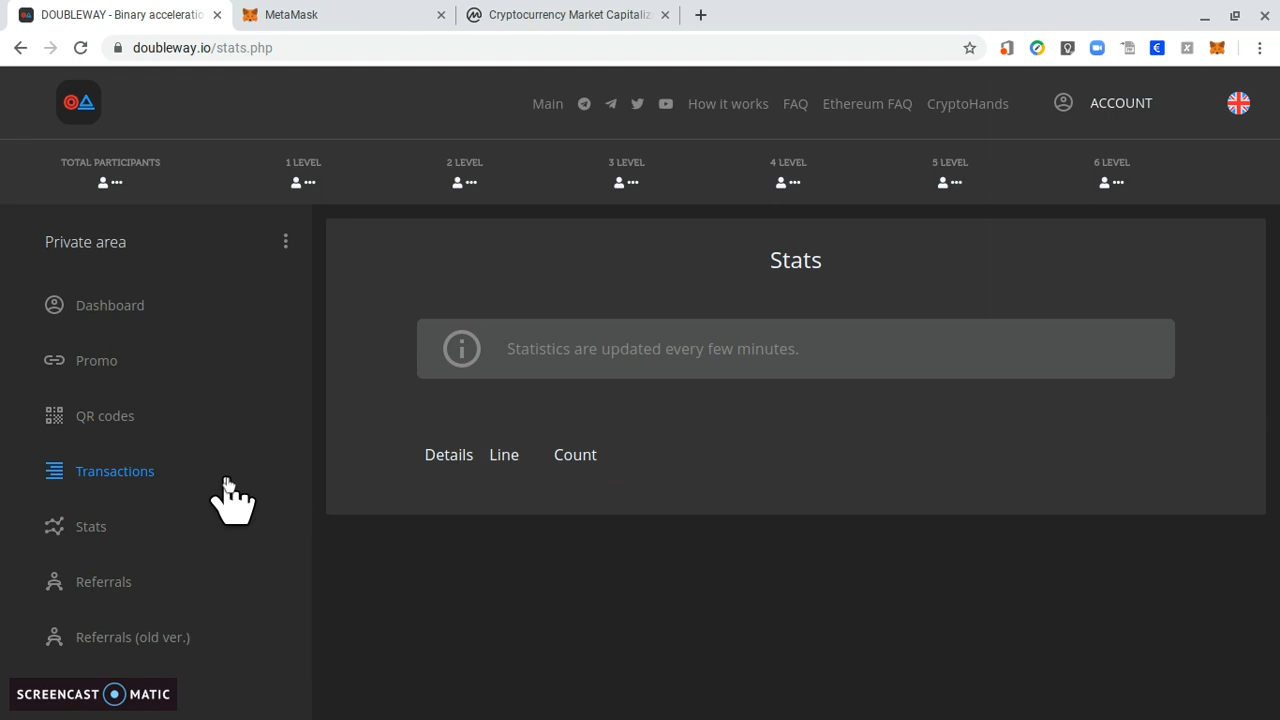 DOUBLEWAY - Binary acceleratio
MetaMask
Cryptocurrency Market Capitaliz
doubleway.io/stats.php
Main
How it works
FAQ
Ethereum FAQ
CryptoHands
ACCOUNT
TOTAL PARTICIPANTS
1 LEVEL
2 LEVEL
3 LEVEL
4 LEVEL
5 LEVEL
6 LEVEL
Private area
Dashboard
Promo
QR codes
Transactions
Stats
Referrals
Referrals (old ver.)
Stats
Statistics are updated every few minutes.
Details Line Count
SCREENCAST MATIC